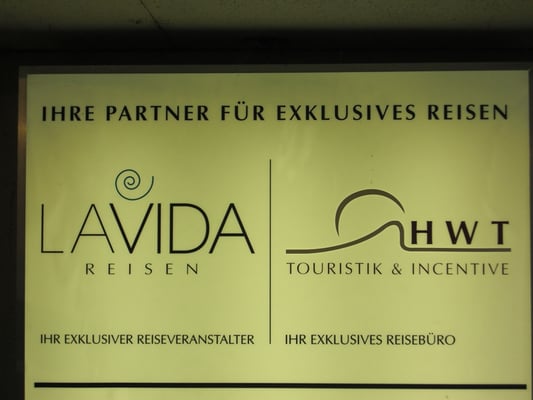 IHRE PARTNER FÜR EXKLUSIVES REISEN
LAVIDA
REISEN
IHR EXKLUSIVER REISEVERANSTALTER
HWT
TOURISTIK & INCENTIVE
IHR EXKLUSIVES REISEBÜRO